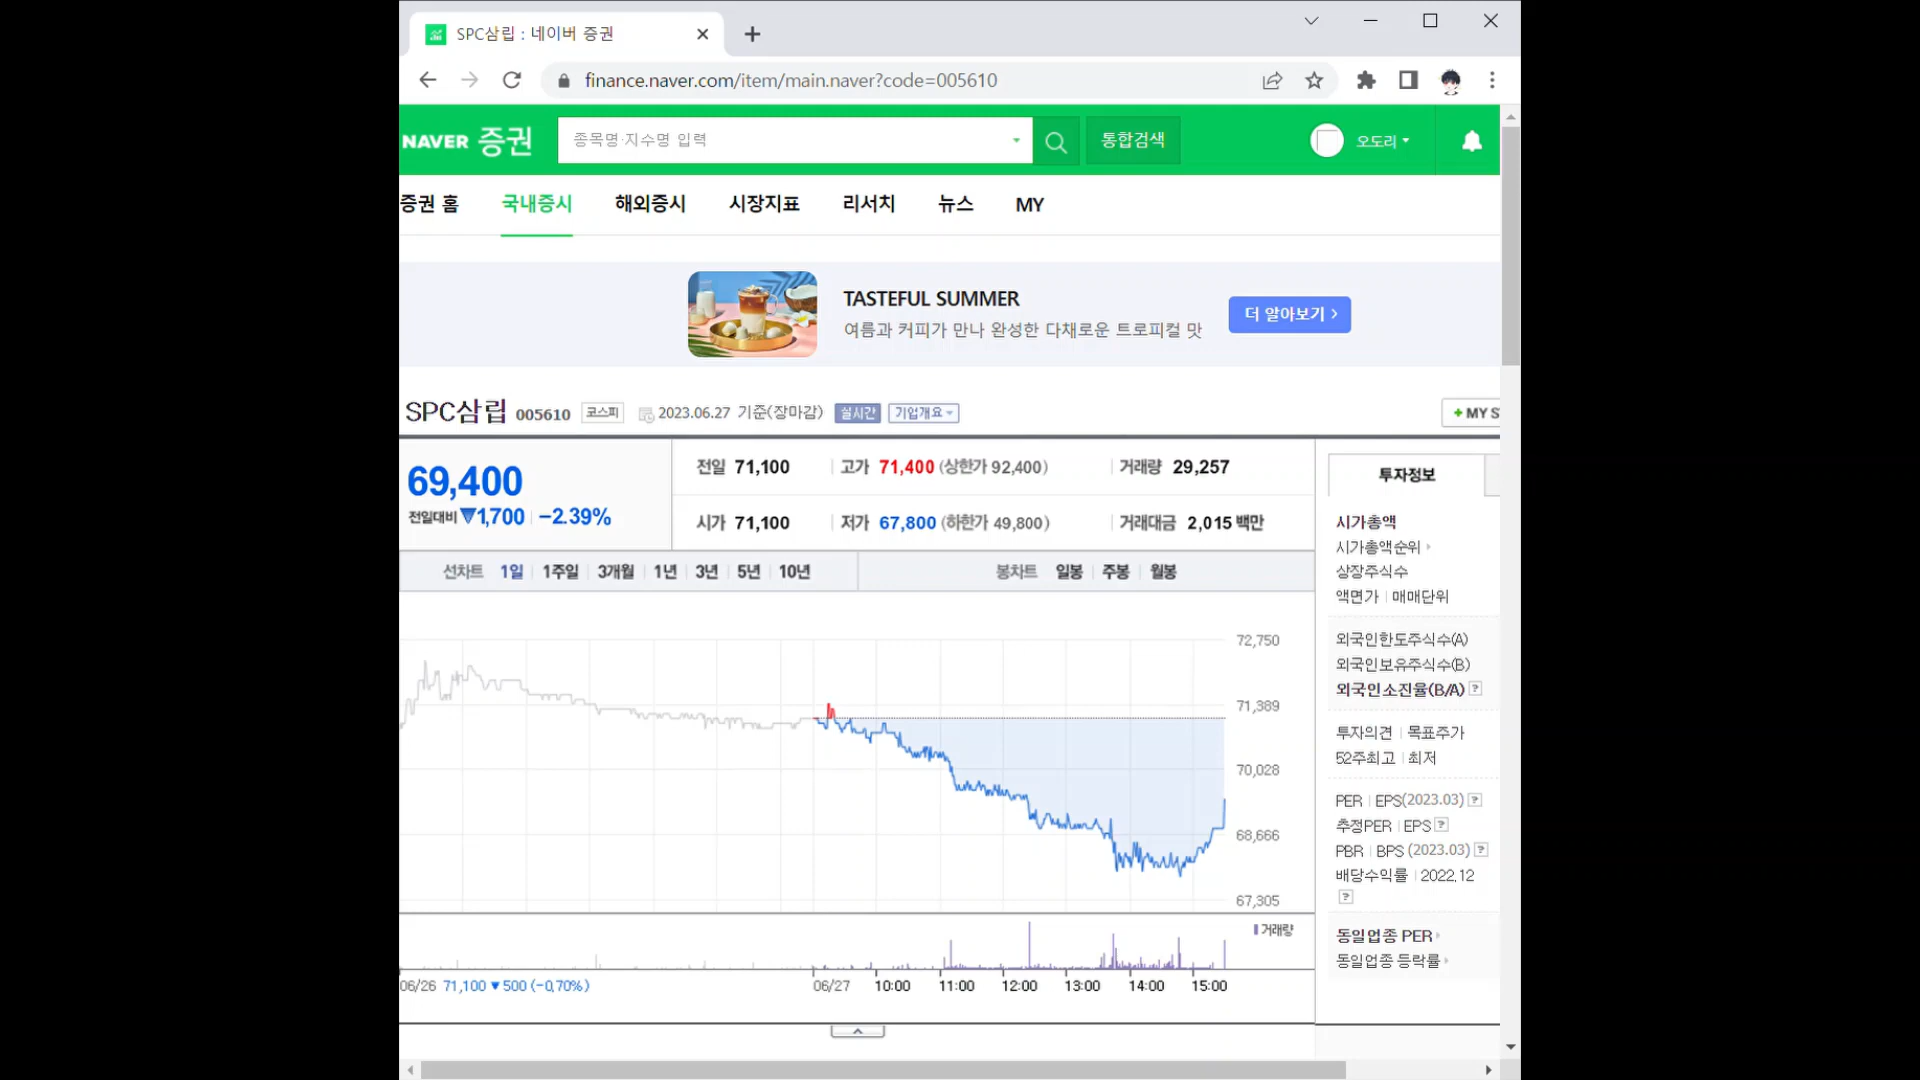 SPC삼립 : 네이버 증권
finance.naver.com/item/main.naver?code=005610
NAVER 증권
종목명·지수명 입력
통합검색
오도리
증권 홈 국내증시 해외증시 시장지표 리서치 뉴스 MY
TASTEFUL SUMMER
여름과 커피가 만나 완성한 다채로운 트로피컬 맛
더 알아보기 >
SPC삼립 005610 코스피 2023.06.27 기준(장마감) 실시간 기업개요
+ MY S
69,400
전일대비 ▼1,700 -2.39%
전일 71,100 고가 71,400 (상한가 92,400) 거래량 29,257
시가 71,100 저가 67,800 (하한가 49,800) 거래대금 2,015 백만
선차트 1일 1주일 3개월 1년 3년 5년 10년 봉차트 일봉 주봉 월봉
72,750
71,389
70,028
68,666
67,305
거래량
06/26 71,100 ▼500 (-0.70%)
06/27 10:00 11:00 12:00 13:00 14:00 15:00
투자정보
시가총액
시가총액순위
상장주식수
액면가 | 매매단위
외국인한도주식수(A)
외국인보유주식수(B)
외국인소진율(B/A) ?
투자의견 | 목표주가
52주최고 | 최저
PER | EPS(2023.03) ?
추정PER | EPS ?
PBR | BPS (2023.03) ?
배당수익률 | 2022.12
?
동일업종 PER
동일업종 등락률